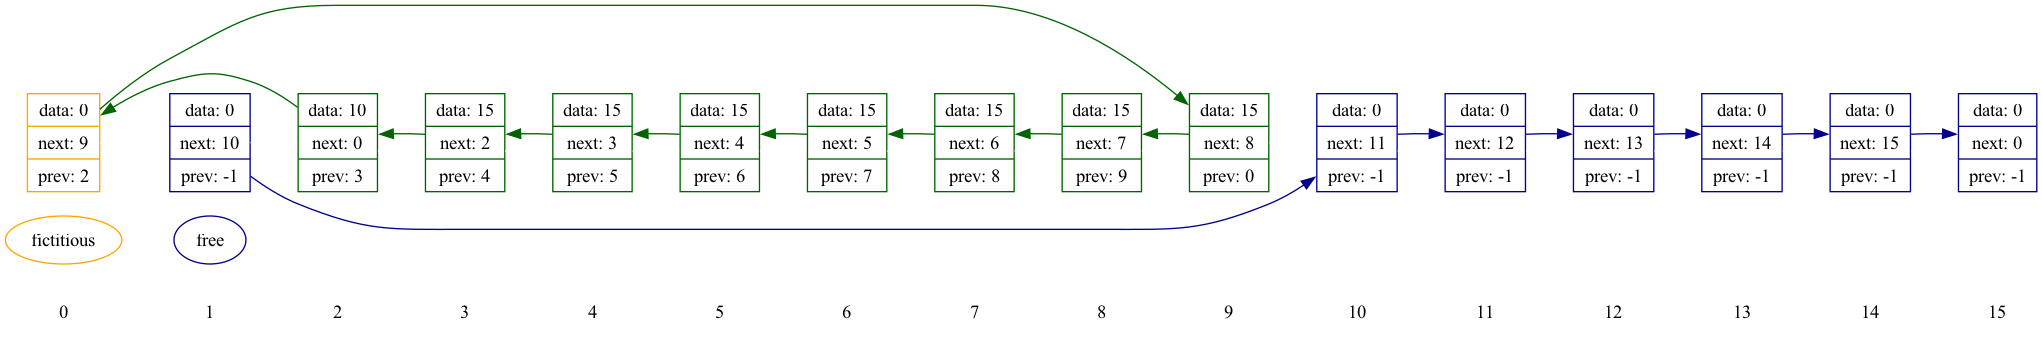 data: 0
next: 9
prev: 2
data: 0
next: 10
prev: -1
data: 10
next: 0
prev: 3
data: 15
next: 2
prev: 4
data: 15
next: 3
prev: 5
data: 15
next: 4
prev: 6
data: 15
next: 5
prev: 7
data: 15
next: 6
prev: 8
data: 15
next: 7
prev: 9
data: 15
next: 8
prev: 0
data: 0
next: 11
prev: -1
data: 0
next: 12
prev: -1
data: 0
next: 13
prev: -1
data: 0
next: 14
prev: -1
data: 0
next: 15
prev: -1
data: 0
next: 0
prev: -1
fictitious
free
0 1 2 3 4 5 6 7 8 9 10 11 12 13 14 15